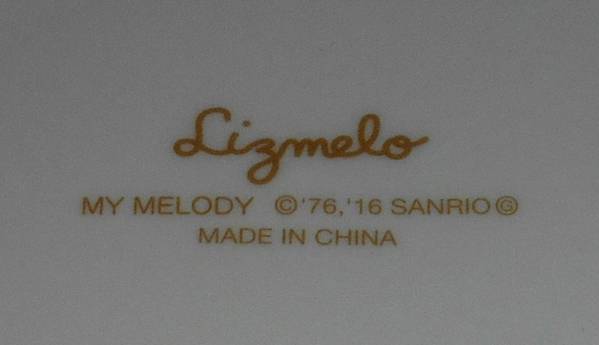 Lizmelo
MY MELODY ©'76,'16 SANRIO Ⓖ
MADE IN CHINA